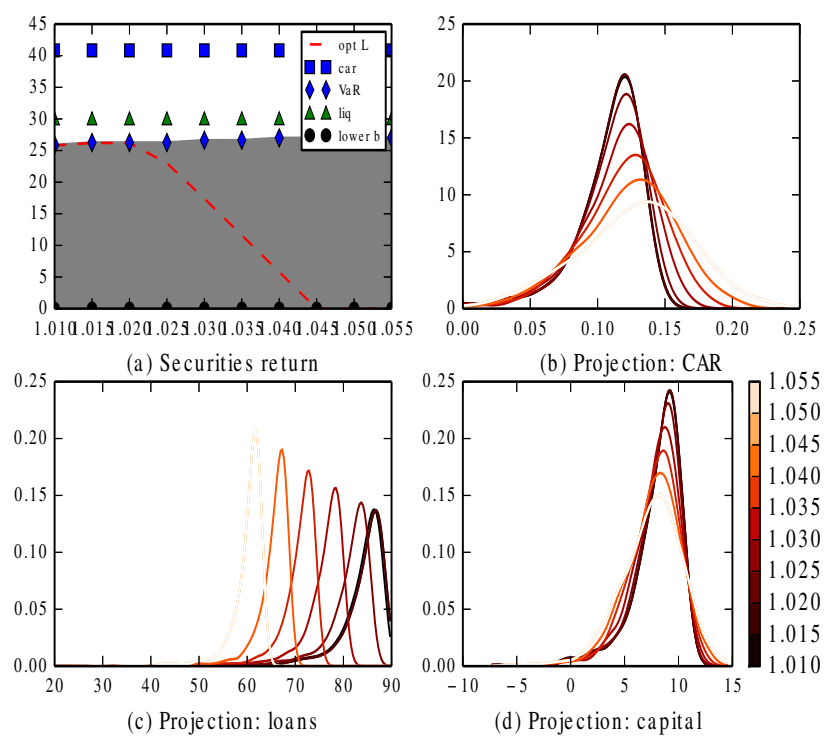 45
40
35
30
25
20
15
10
5
0
opt L
car
VaR
liq
lower b
1.010 1.015 1.020 1.025 1.030 1.035 1.040 1.045 1.050 1.055
(a) Securities return
25
20
15
10
5
0
0.00 0.05 0.10 0.15 0.20 0.25
(b) Projection: CAR
0.25
0.20
0.15
0.10
0.05
0.00
20 30 40 50 60 70 80 90
(c) Projection: loans
0.25
0.20
0.15
0.10
0.05
0.00
−10 −5 0 5 10 15
(d) Projection: capital
1.055
1.050
1.040
1.035
1.030
1.025
1.020
1.015
1.010